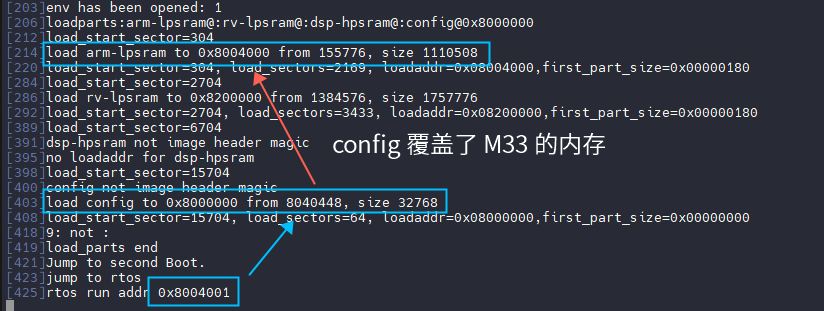 [203]env has been opened: 1
[206]loadparts:arm-lpsram@:rv-lpsram@:dsp-hpsram@:config@0x8000000
[212]load_start_sector=304
[214]load arm-lpsram to 0x8004000 from 155776, size 1110508
[220]load_start_sector=304, load_sectors=2169, loadaddr=0x08004000,first_part_size=0x00000180
[284]load_start_sector=2704
[286]load rv-lpsram to 0x8200000 from 1384576, size 1757776
[292]load_start_sector=2704, load_sectors=3433, loadaddr=0x08200000,first_part_size=0x00000180
[389]load_start_sector=6704
[391]dsp-hpsram not image header magic
[395]no loadaddr for dsp-hpsram
config 覆盖了 M33 的内存
[398]load_start_sector=15704
[400]config not image header magic
[403]load config to 0x8000000 from 8040448, size 32768
[408]load_start_sector=15704, load_sectors=64, loadaddr=0x08000000,first_part_size=0x00000000
[418]9: not :
[419]load_parts end
[421]Jump to second Boot.
[423]jump to rtos
[425]rtos run addr 0x8004001